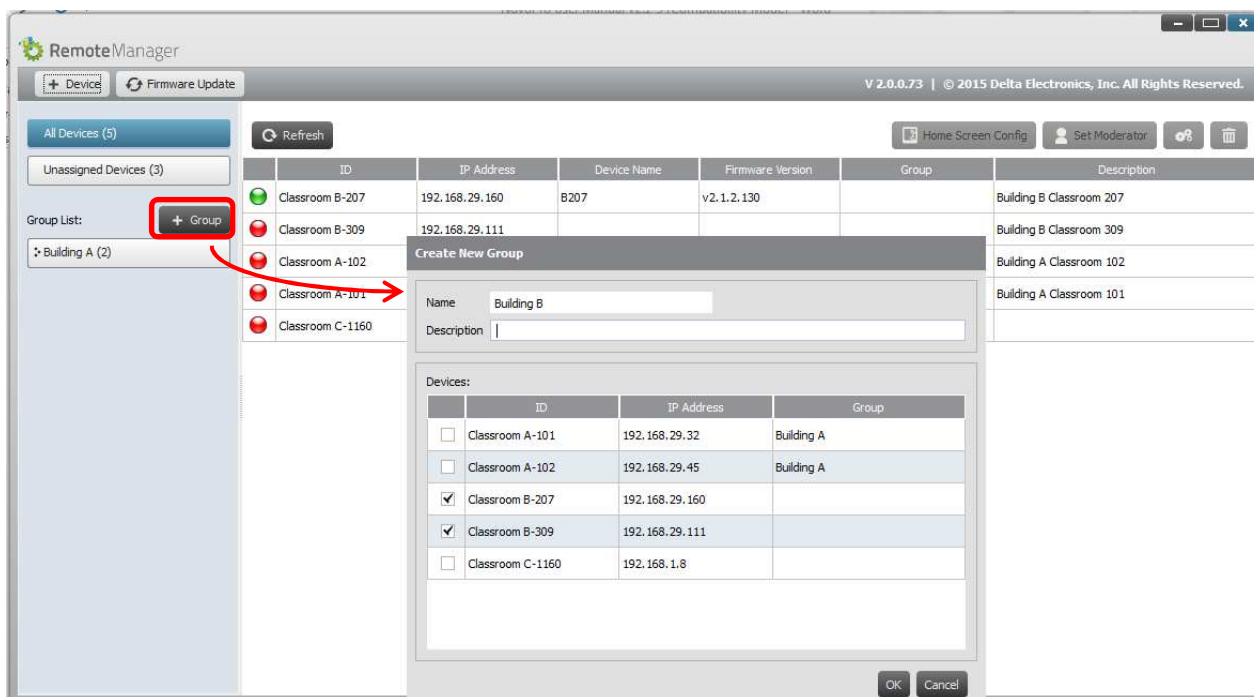 RemoteManager
+ Device Firmware Update V 2.0.0.73 | © 2015 Delta Electronics, Inc. All Rights Reserved.
All Devices (5) Refresh Home Screen Config Set Moderator
Unassigned Devices (3) ID IP Address Device Name Firmware Version Group Description
Classroom B-207 192.168.29.160 B207 v2.1.2.130 Building B Classroom 207
Group List: + Group Classroom B-309 192.168.29.111 Building B Classroom 309
Building A (2) Classroom A-102 Building A Classroom 102
Classroom A-101 Building A Classroom 101
Classroom C-1160
Create New Group
Name Building B
Description
Devices:
ID IP Address Group
Classroom A-101 192.168.29.32 Building A
Classroom A-102 192.168.29.45 Building A
Classroom B-207 192.168.29.160
Classroom B-309 192.168.29.111
Classroom C-1160 192.168.1.8
OK Cancel